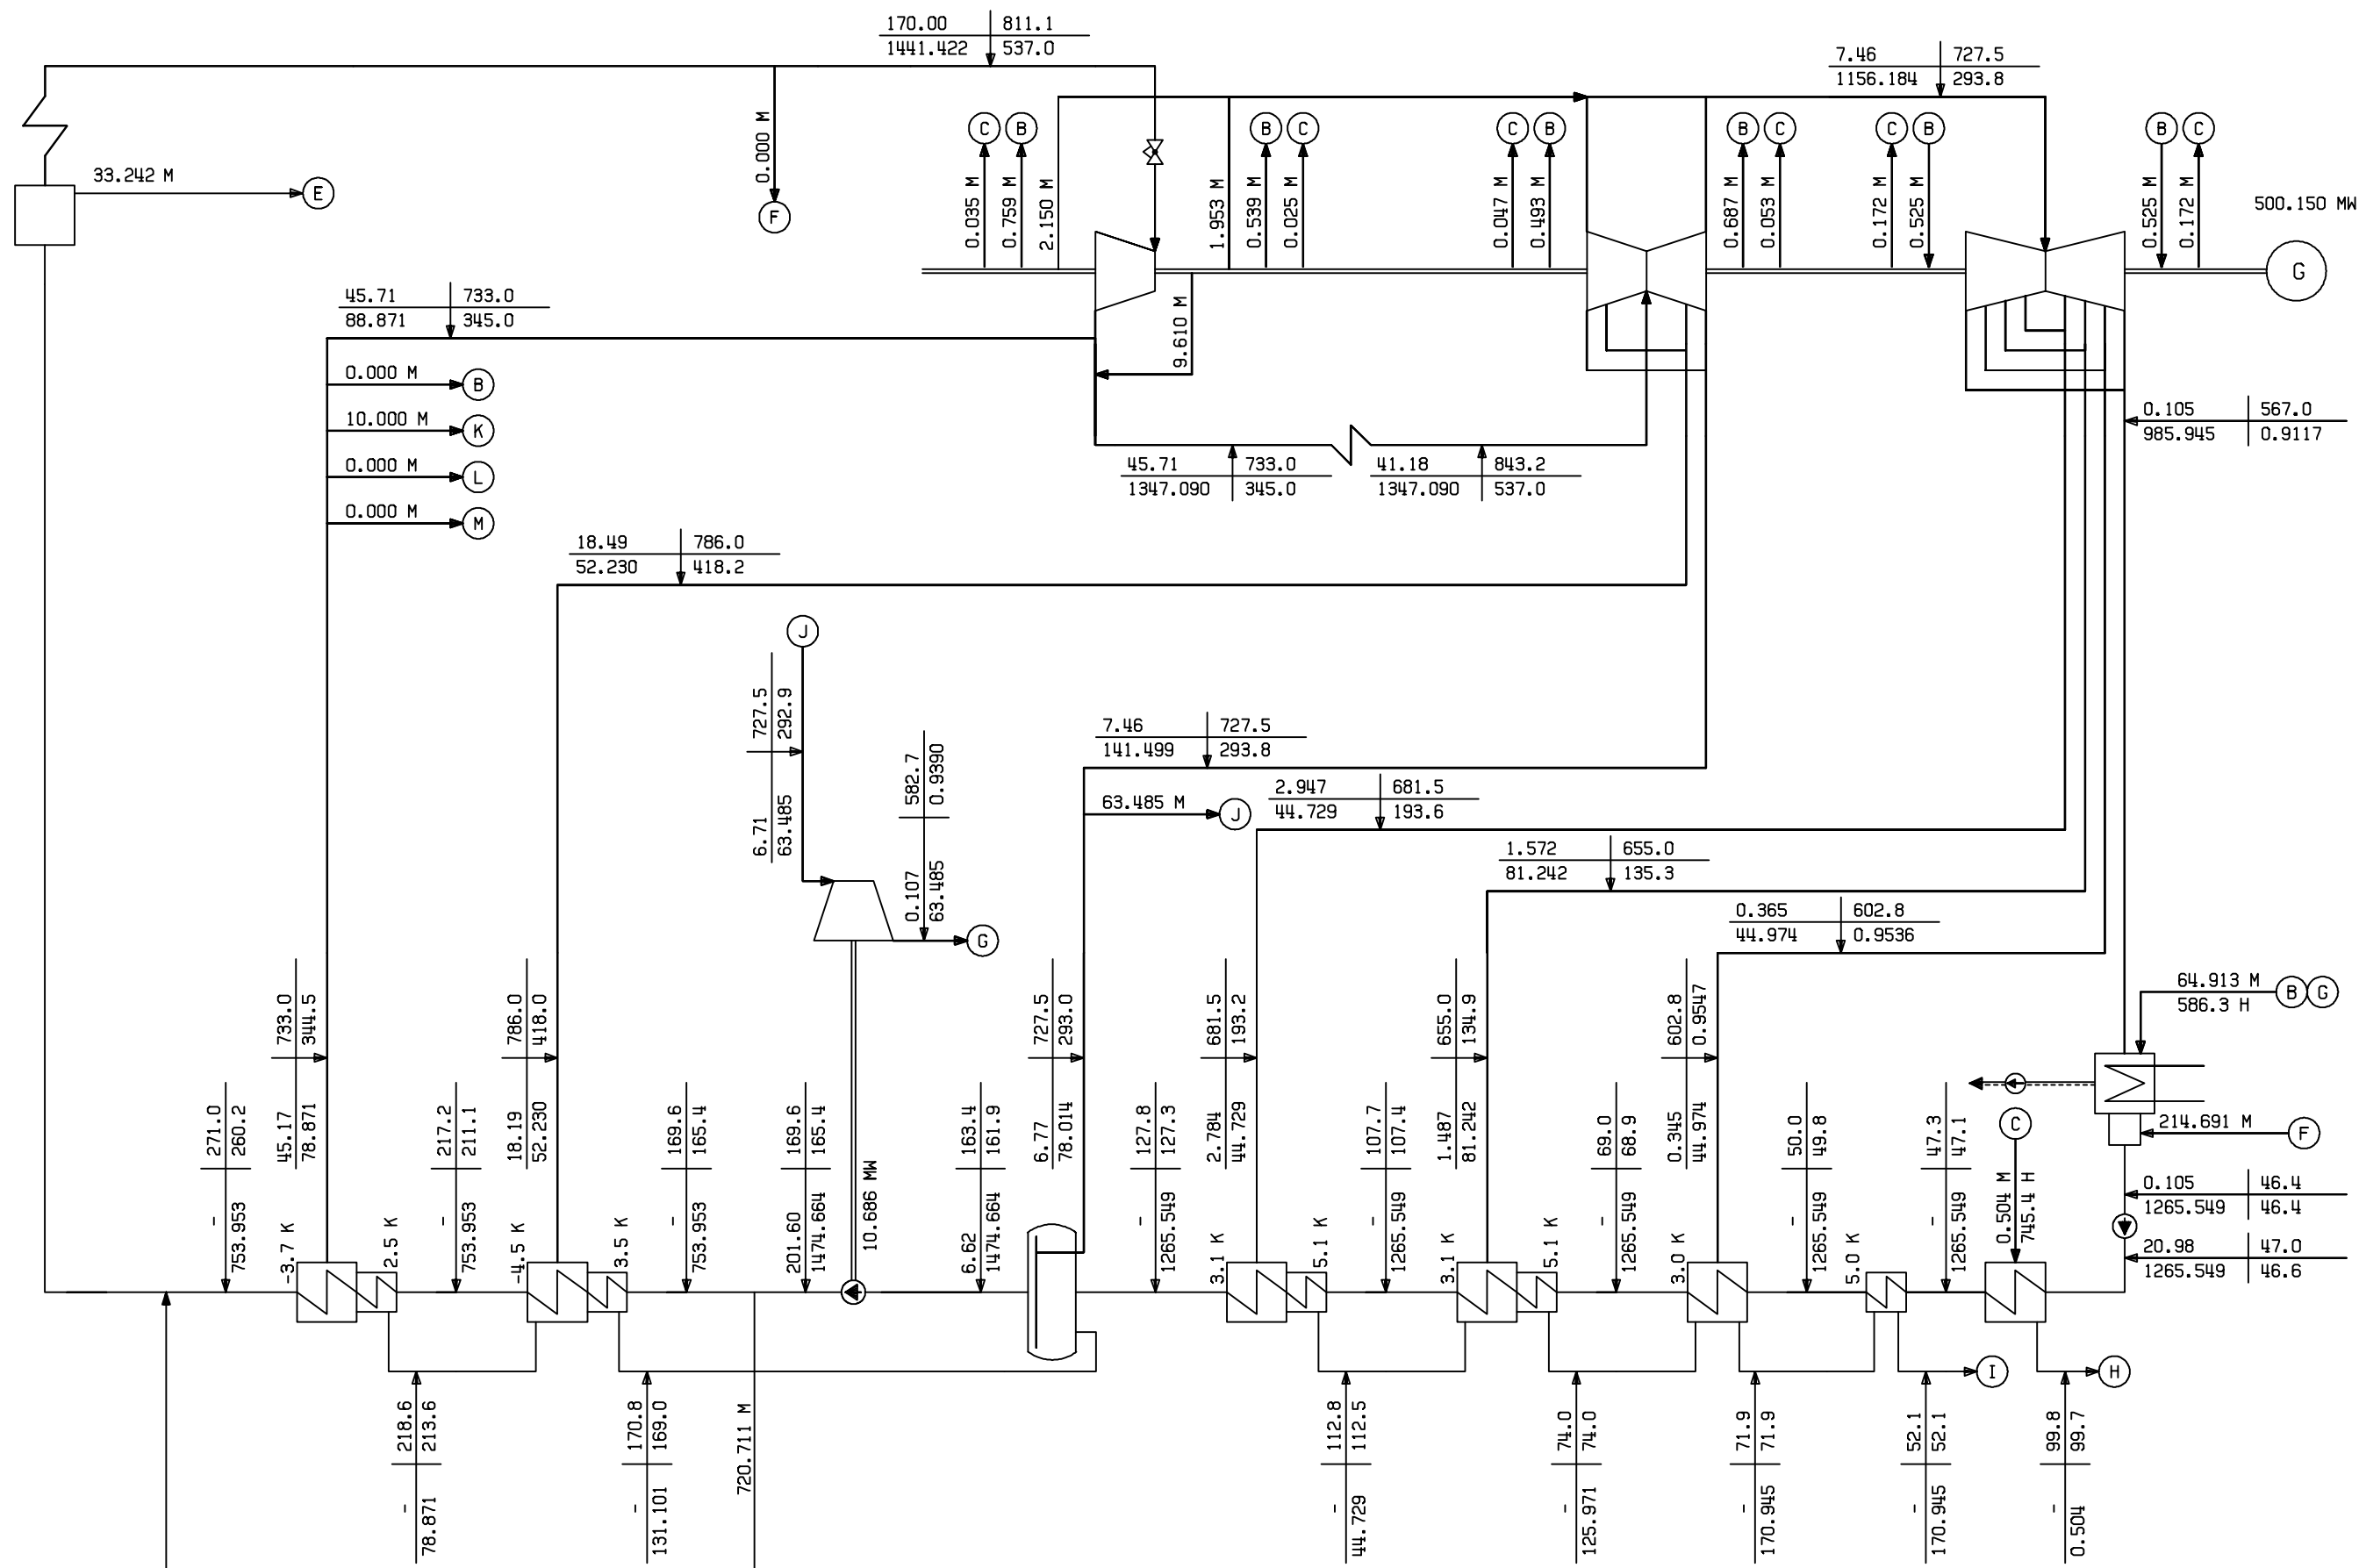 170.00 811.1
1441.422 537.0
7.46 727.5
1156.184 293.8
33.242 M
E
0.000 M
F
C
B
0.035 M
0.759 M
2.150 M
1.953 M
B
C
0.539 M
0.025 M
C
B
0.047 M
0.493 M
B
C
0.687 M
0.053 M
C
B
0.172 M
0.525 M
B
C
0.525 M
0.172 M
500.150 MW
G
45.71 733.0
88.871 345.0
9.610 M
0.000 M
B
10.000 M
K
0.000 M
L
0.000 M
M
0.105 567.0
985.945 0.9117
45.71 733.0
1347.090 345.0
41.18 843.2
1347.090 537.0
18.49 786.0
52.230 418.2
J
727.5
292.9
6.71
63.485
582.7
0.9390
0.107
63.485
G
7.46 727.5
141.499 293.8
63.485 M
J
2.947 681.5
44.729 193.6
1.572 655.0
81.242 135.3
0.365 602.8
44.974 0.9536
64.913 M
586.3 H
B
G
214.691 M
F
0.105 46.4
1265.549 46.4
20.98 47.0
1265.549 46.6
271.0
260.2
-
753.953
733.0
344.5
45.17
78.871
-3.7 K
2.5 K
217.2
211.1
-
753.953
786.0
418.0
18.19
52.230
-4.5 K
3.5 K
169.6
165.4
-
753.953
169.6
165.4
201.60
1474.664
10.686 MW
163.4
161.9
6.62
1474.664
727.5
293.0
6.77
78.014
127.8
127.3
-
1265.549
681.5
193.2
2.784
44.729
3.1 K
5.1 K
107.7
107.4
-
1265.549
655.0
134.9
1.487
81.242
3.1 K
5.1 K
69.0
68.9
-
1265.549
602.8
0.9547
0.345
44.974
3.0 K
50.0
49.8
-
1265.549
5.0 K
47.3
47.1
-
1265.549
C
0.504 M
745.4 H
I
H
218.6
213.6
-
78.871
170.8
169.0
-
131.101
720.711 M
112.8
112.5
-
44.729
74.0
74.0
-
125.971
71.9
71.9
-
170.945
52.1
52.1
-
170.945
99.8
99.7
-
0.504